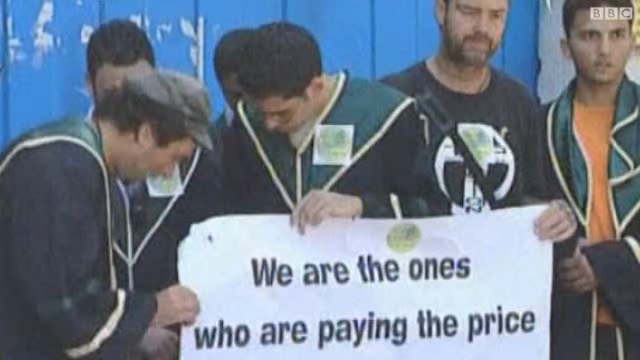 BBC
We are the ones
who are paying the price